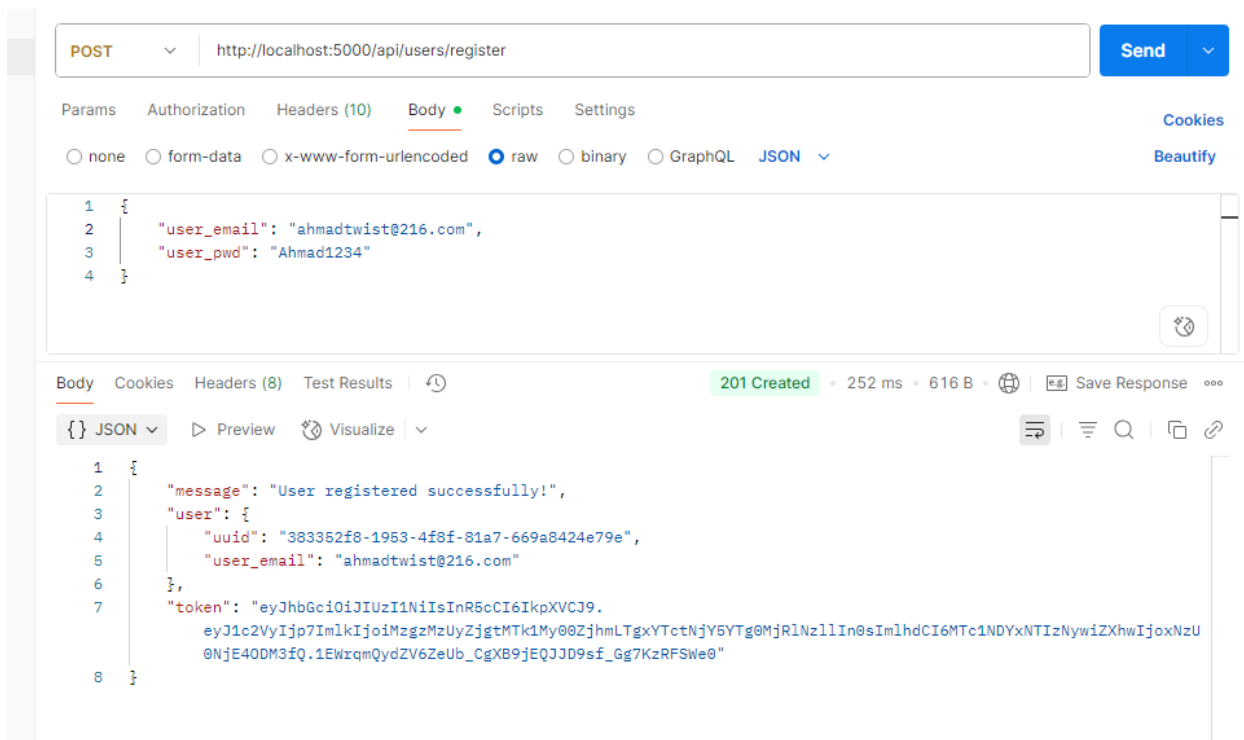 POST http://localhost:5000/api/users/register Send
Params Authorization Headers (10) Body Scripts Settings Cookies
none form-data x-www-form-urlencoded raw binary GraphQL JSON Beautify
1 {
2 "user_email": "ahmadtwist@216.com",
3 "user_pwd": "Ahmad1234"
4 }
Body Cookies Headers (8) Test Results 201 Created 252 ms 616 B e.g. Save Response
{} JSON Preview Visualize
1 {
2 "message": "User registered successfully!",
3 "user": {
4 "uuid": "383352f8-1953-4f8f-81a7-669a8424e79e",
5 "user_email": "ahmadtwist@216.com"
6 },
7 "token": "eyJhbGciOiJIUzI1NiIsInR5cCI6IkpXVCJ9.
eyJ1c2VyIjp7ImlkIjoiMzgzMzUyZjgtMTk1My00ZjhmLTgxYTctNjY5YTg0MjRlNzllIn0sImlhdCI6MTc1NDYxNTIzNywiZXhwIjoxNzU
0NjE4ODM3fQ.1EWrqmQydZV6ZeUb_CgXB9jEQJJD9sf_Gg7KzRFSWe0"
8 }